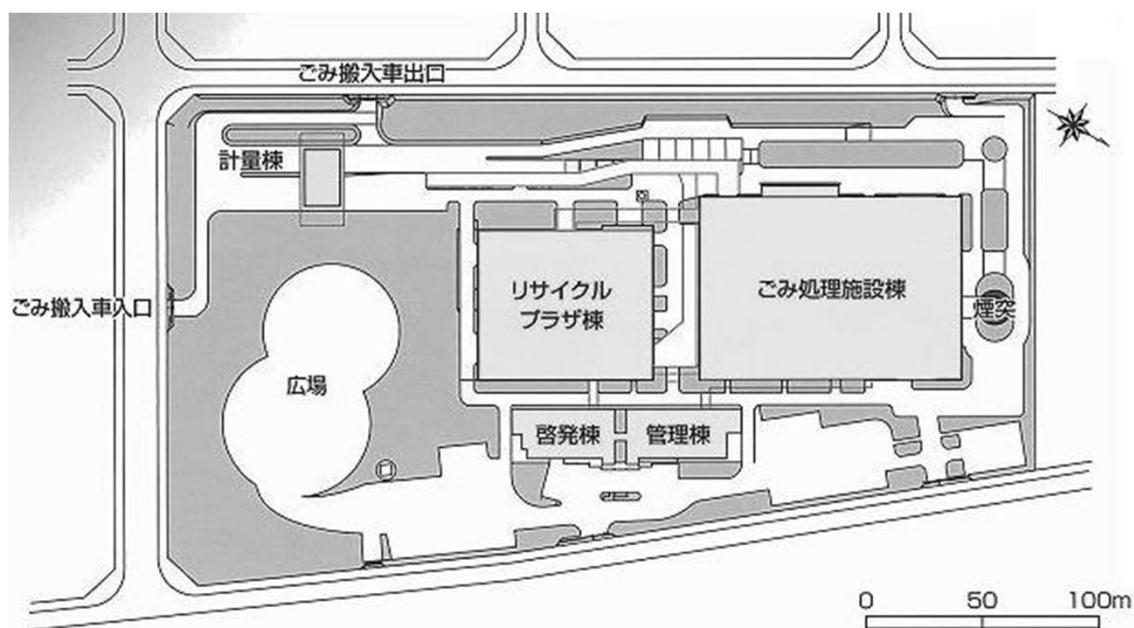 ごみ搬入車出口
計量棟
ごみ搬入車入口
リサイクル
プラザ棟
ごみ処理施設棟
煙突
広場
啓発棟
管理棟
0 50 100m